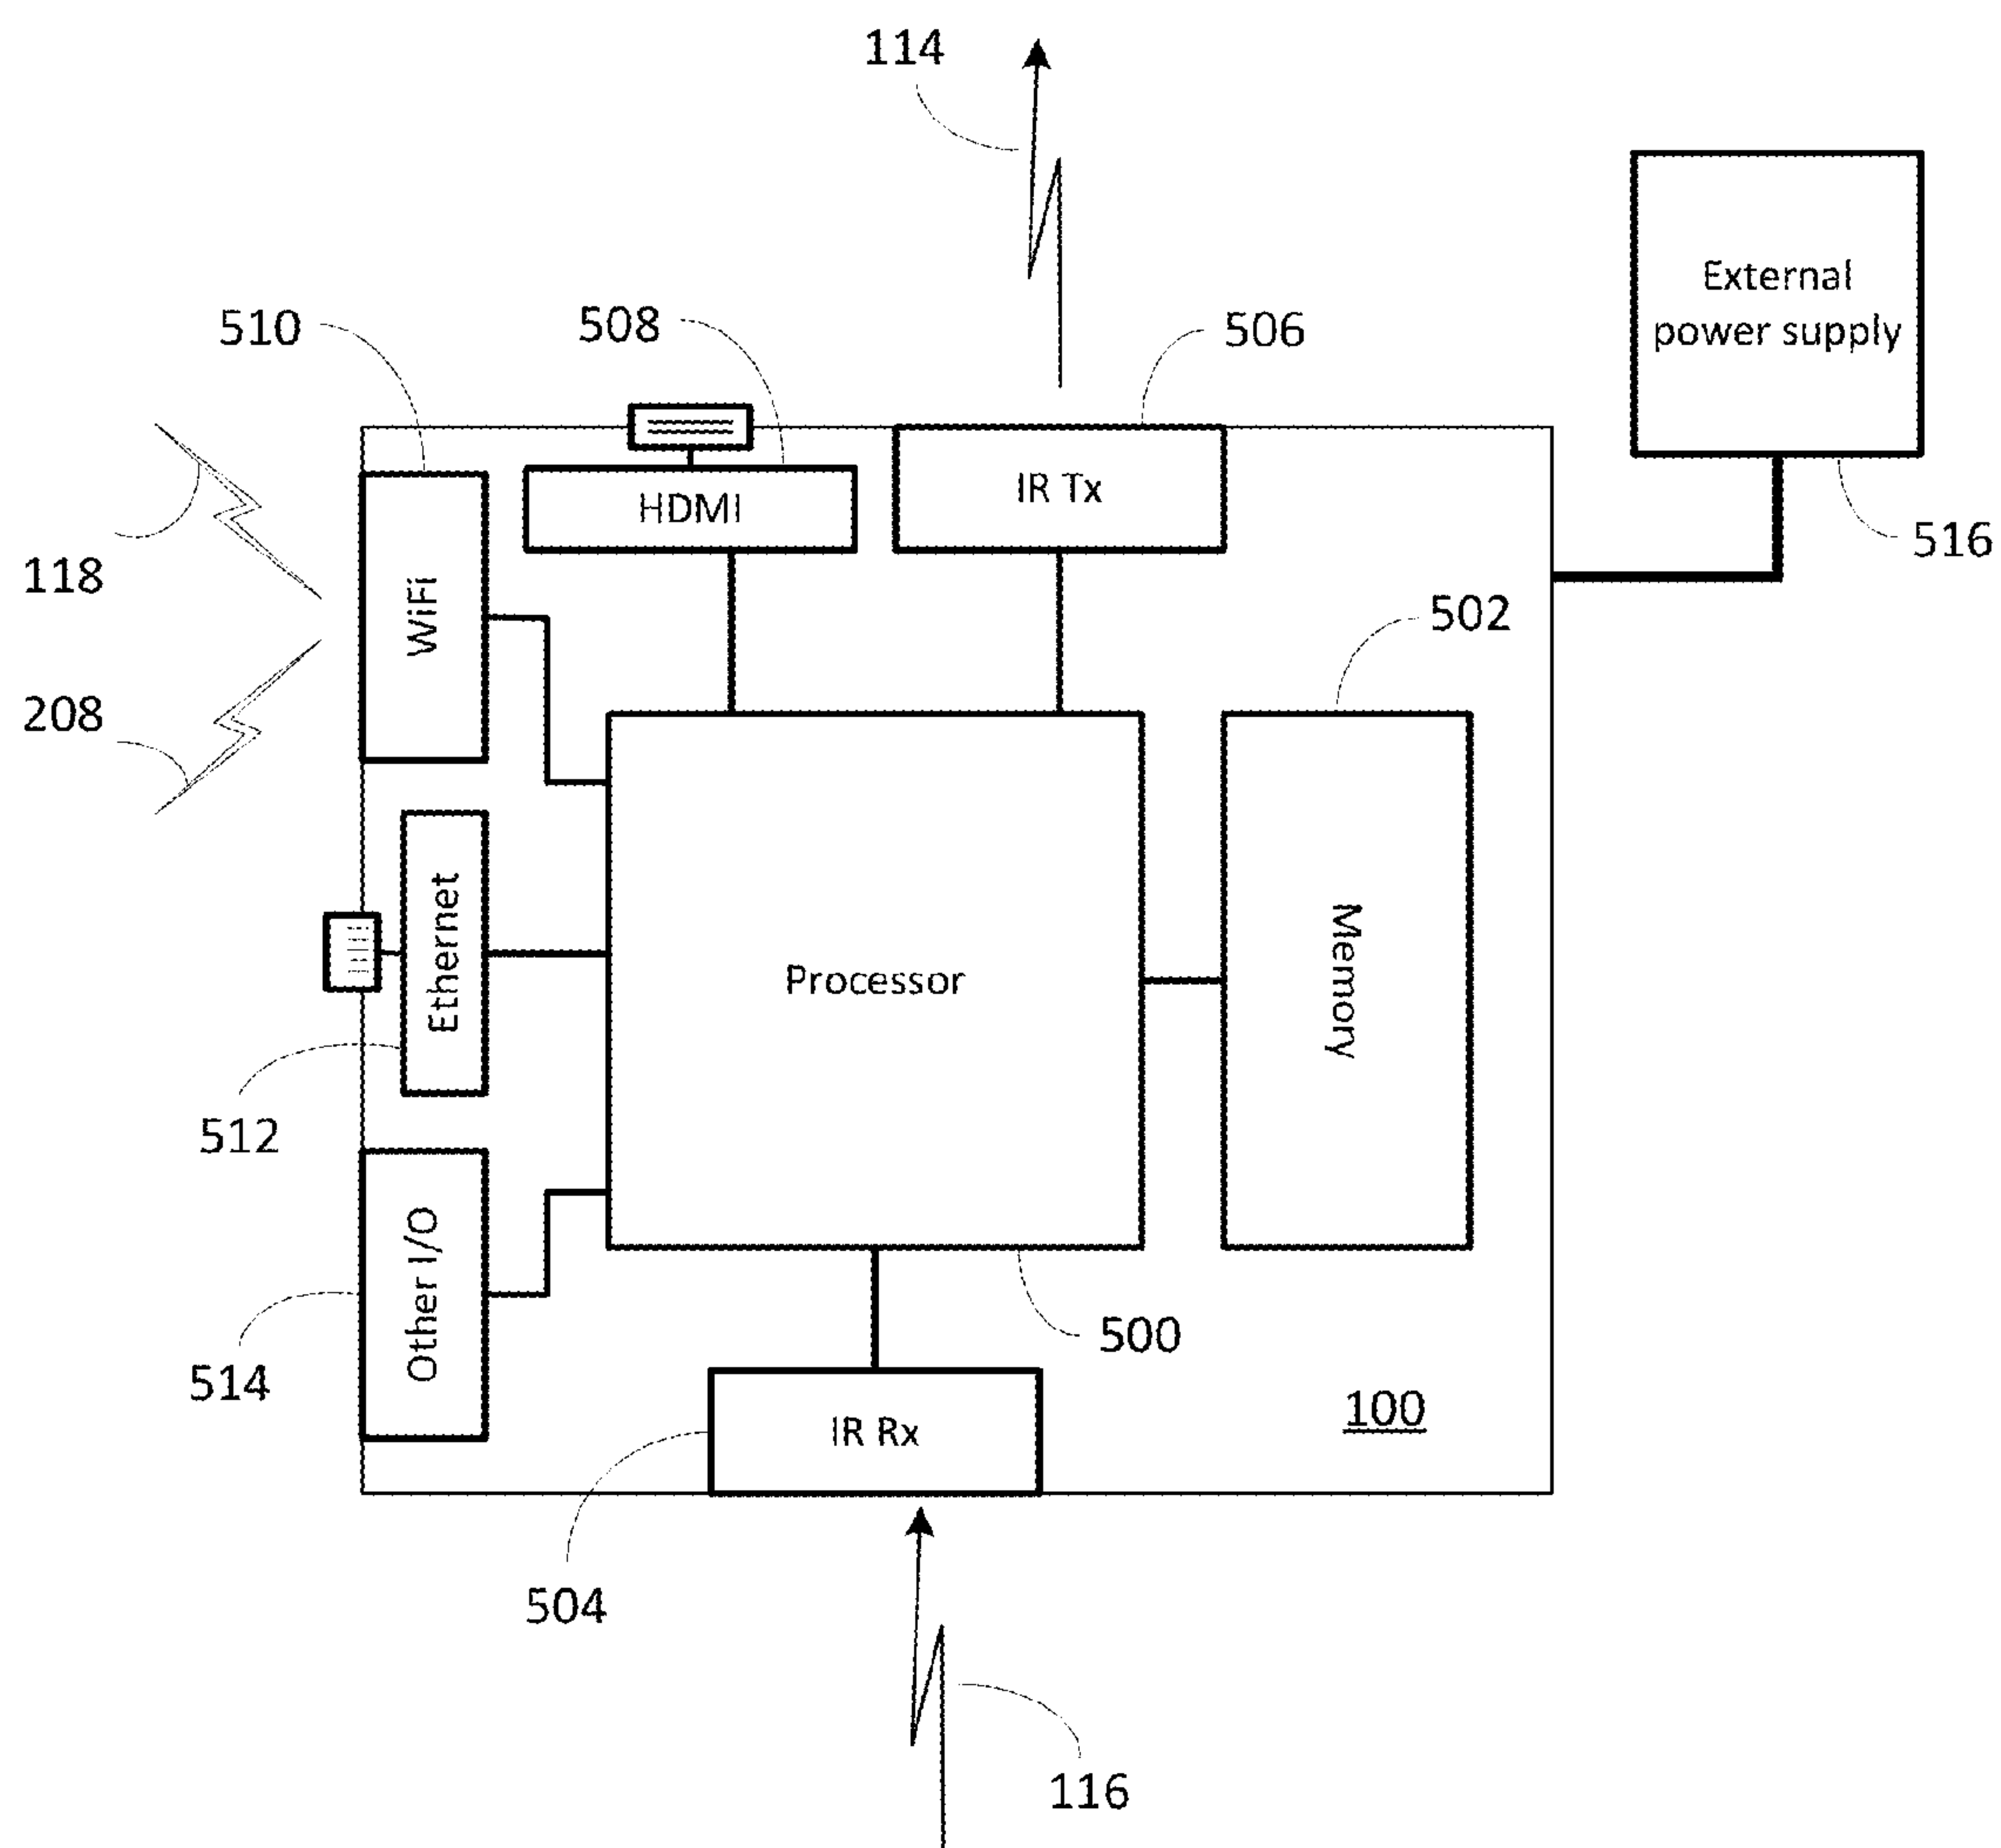 114
External
power supply
510
508
506
HDMI
IR Tx
516
118
WiFi
502
208
Ethernet
Processor
Memory
512
Other I/O
500
514
100
IR Rx
504
116